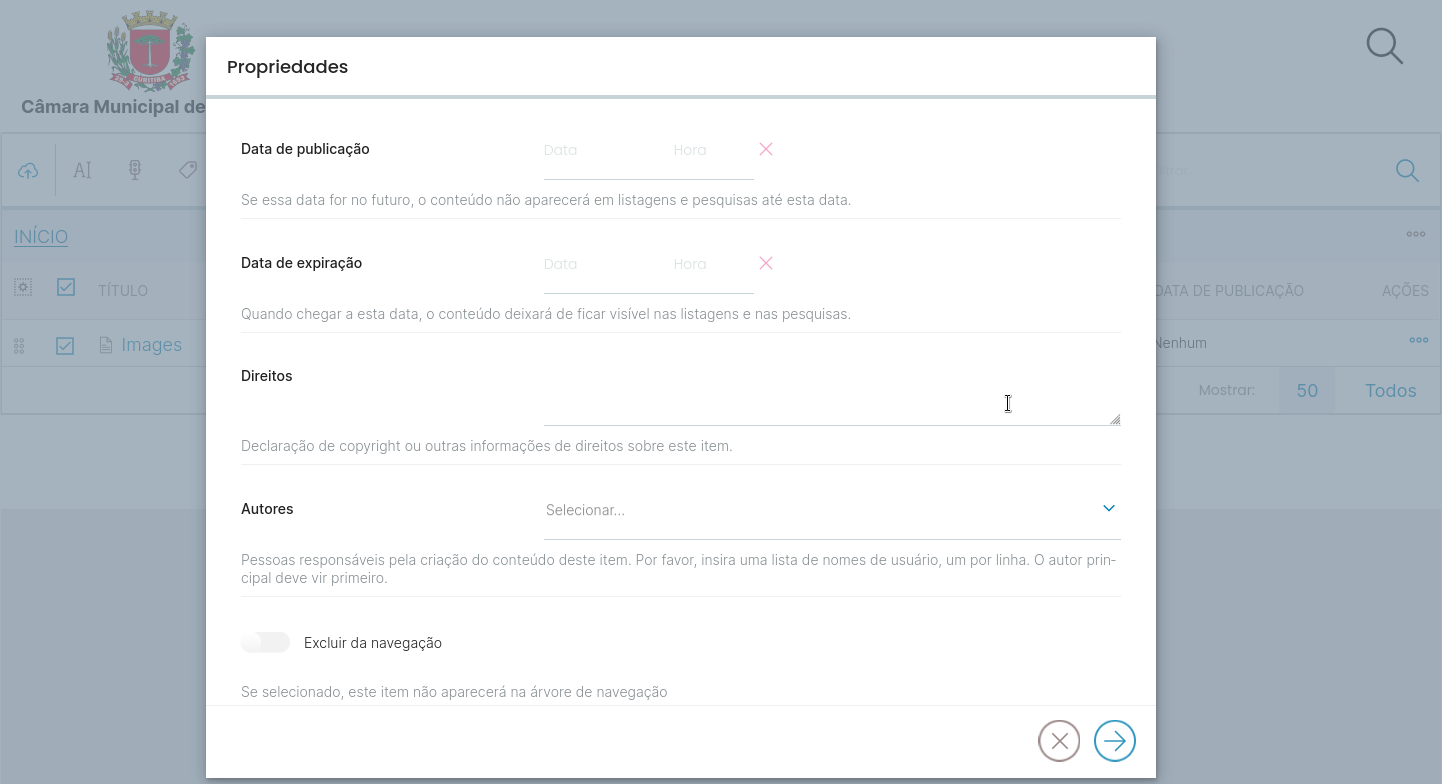 CURITIBA
Câmara Municipal de
Propriedades
Data de publicação
Data
Hora
Se essa data for no futuro, o conteúdo não aparecerá em listagens e pesquisas até esta data.
Data de expiração
Data
Hora
Quando chegar a esta data, o conteúdo deixará de ficar visível nas listagens e nas pesquisas.
Direitos
Declaração de copyright ou outras informações de direitos sobre este item.
Autores
Selecionar...
Pessoas responsáveis pela criação do conteúdo deste item. Por favor, insira uma lista de nomes de usuário, um por linha. O autor prin-
cipal deve vir primeiro.
Excluir da navegação
Se selecionado, este item não aparecerá na árvore de navegação
INÍCIO
TÍTULO
DATA DE PUBLICAÇÃO
AÇÕES
Images
Nenhum
Mostrar:
50
Todos